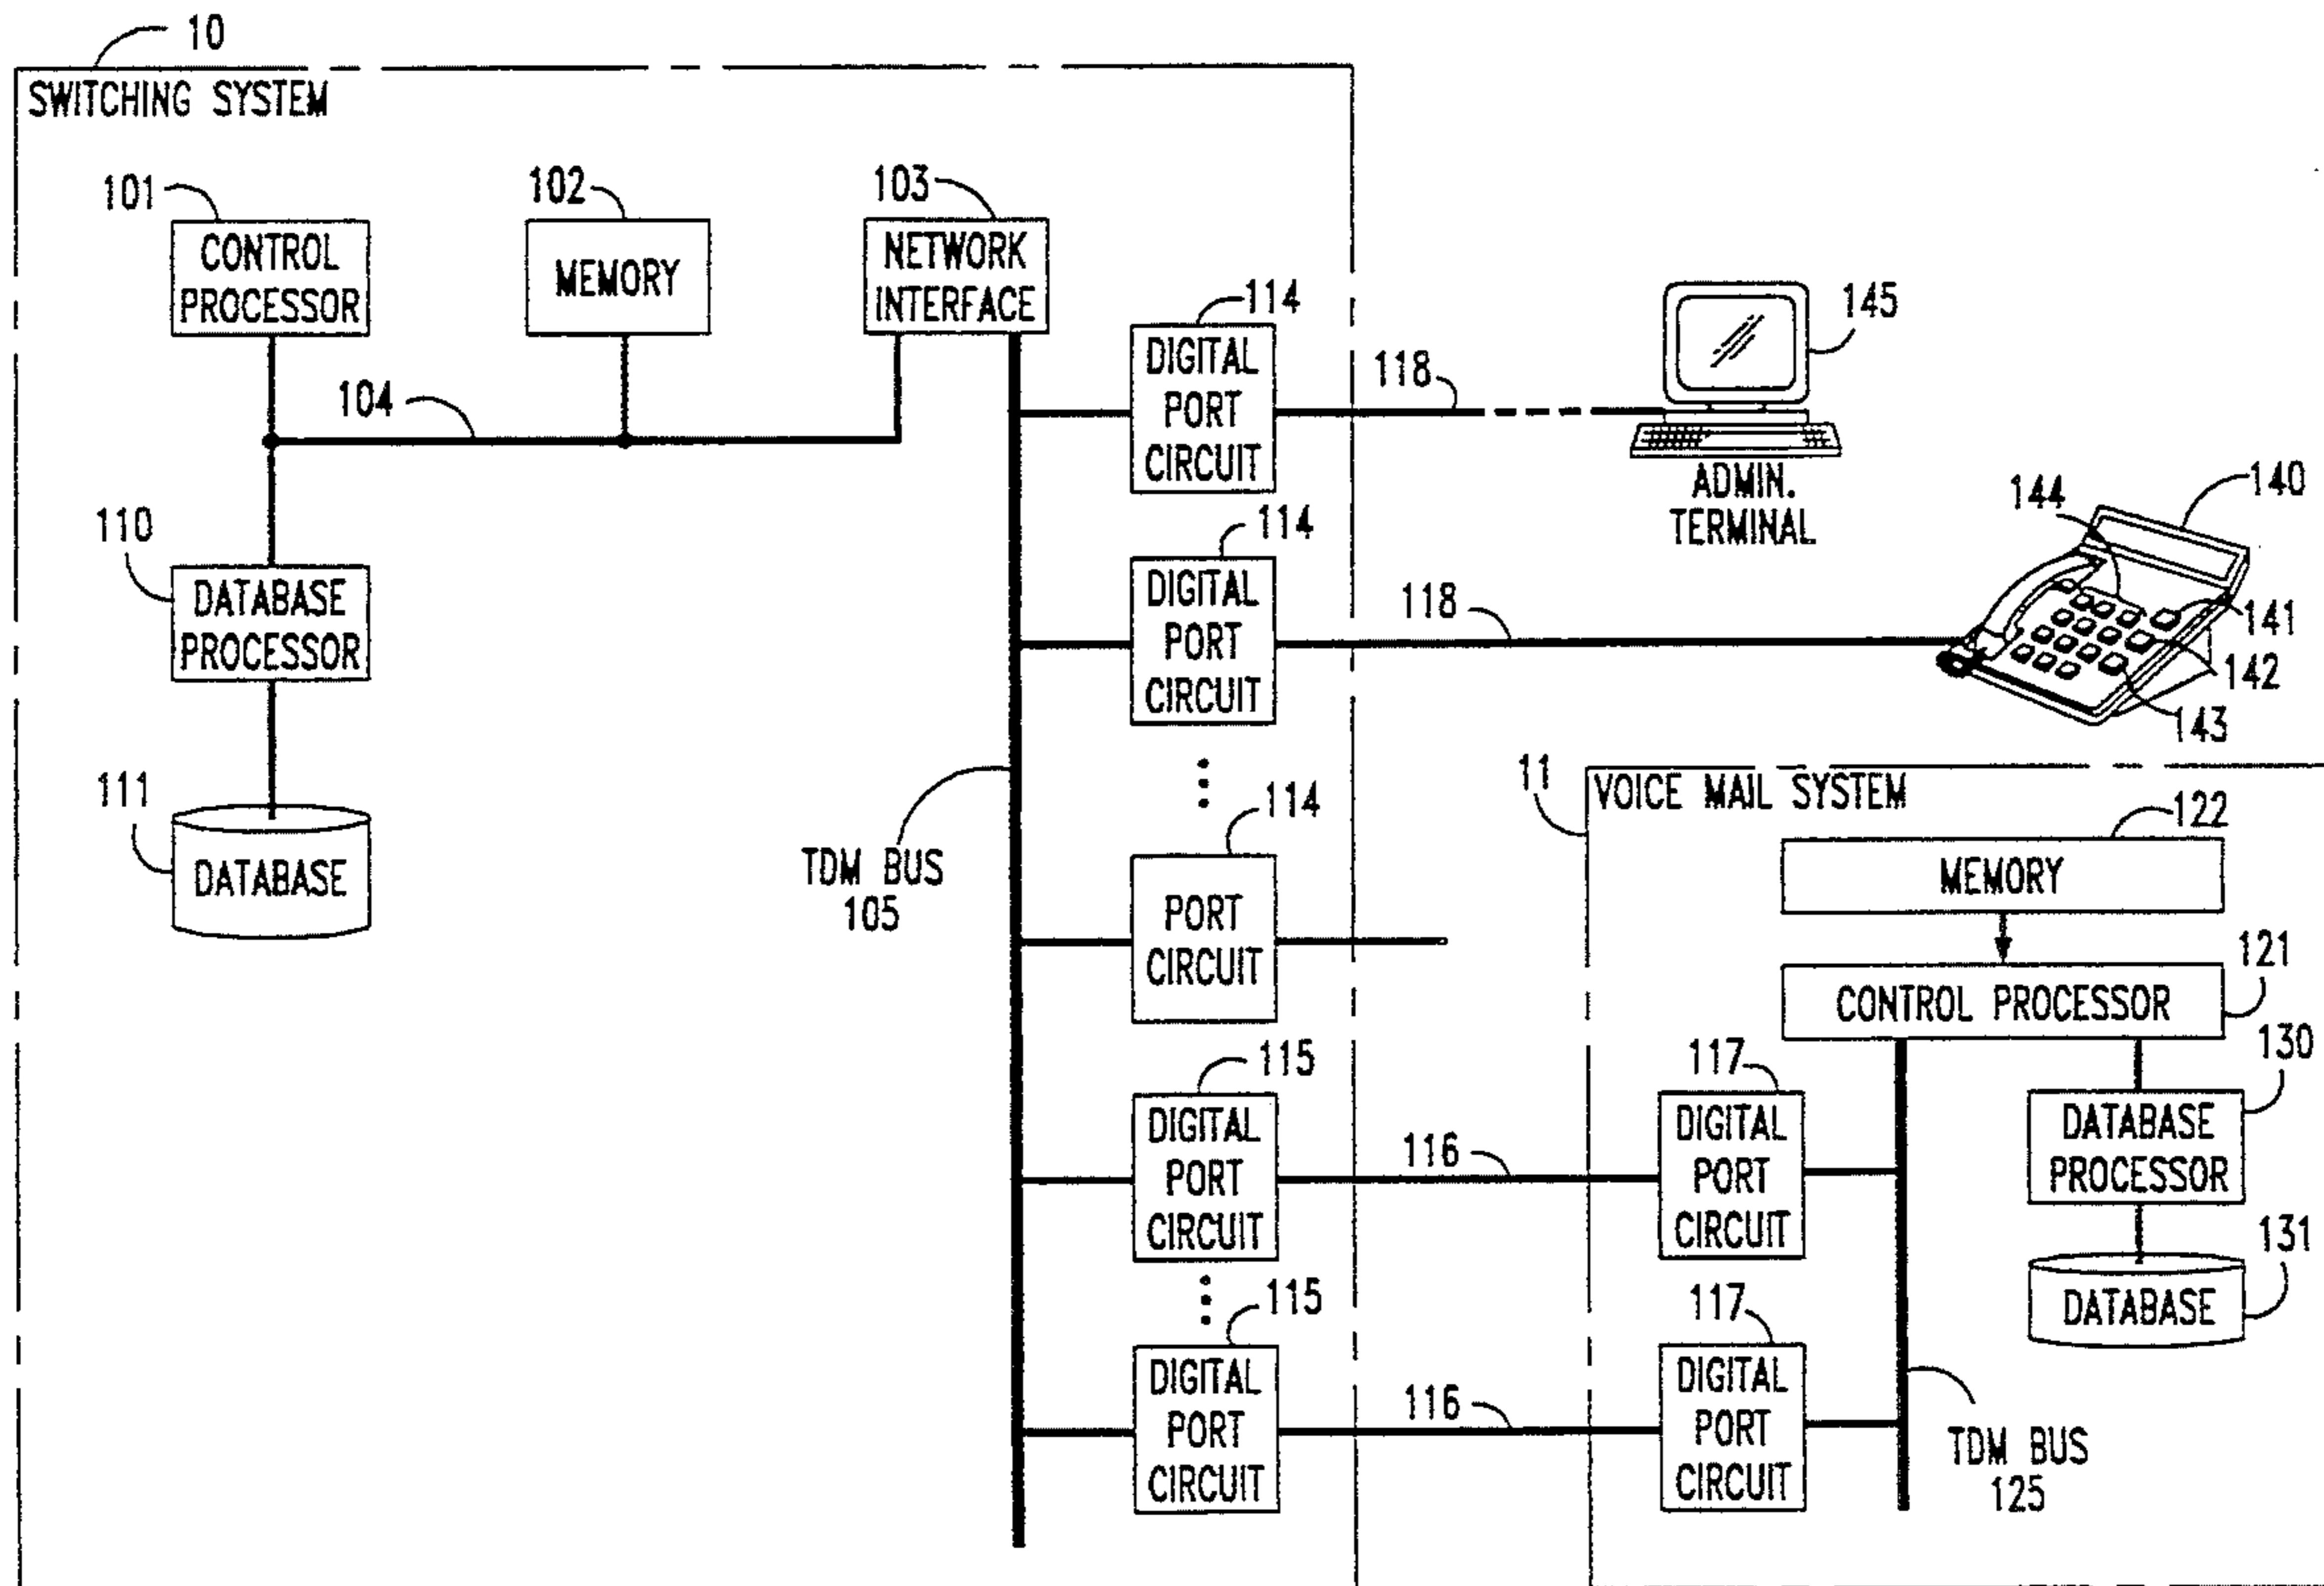 10
SWITCHING SYSTEM
101
102
103
CONTROL
PROCESSOR
MEMORY
NETWORK
INTERFACE
104
110
DATABASE
PROCESSOR
111
DATABASE
TDM BUS
105
114
DIGITAL
PORT
CIRCUIT
118
145
ADMIN.
TERMINAL
114
DIGITAL
PORT
CIRCUIT
118
144
140
141
142
143
114
PORT
CIRCUIT
115
DIGITAL
PORT
CIRCUIT
116
115
DIGITAL
PORT
CIRCUIT
116
11
VOICE MAIL SYSTEM
122
MEMORY
121
CONTROL PROCESSOR
117
DIGITAL
PORT
CIRCUIT
130
DATABASE
PROCESSOR
131
DATABASE
117
DIGITAL
PORT
CIRCUIT
TDM BUS
125